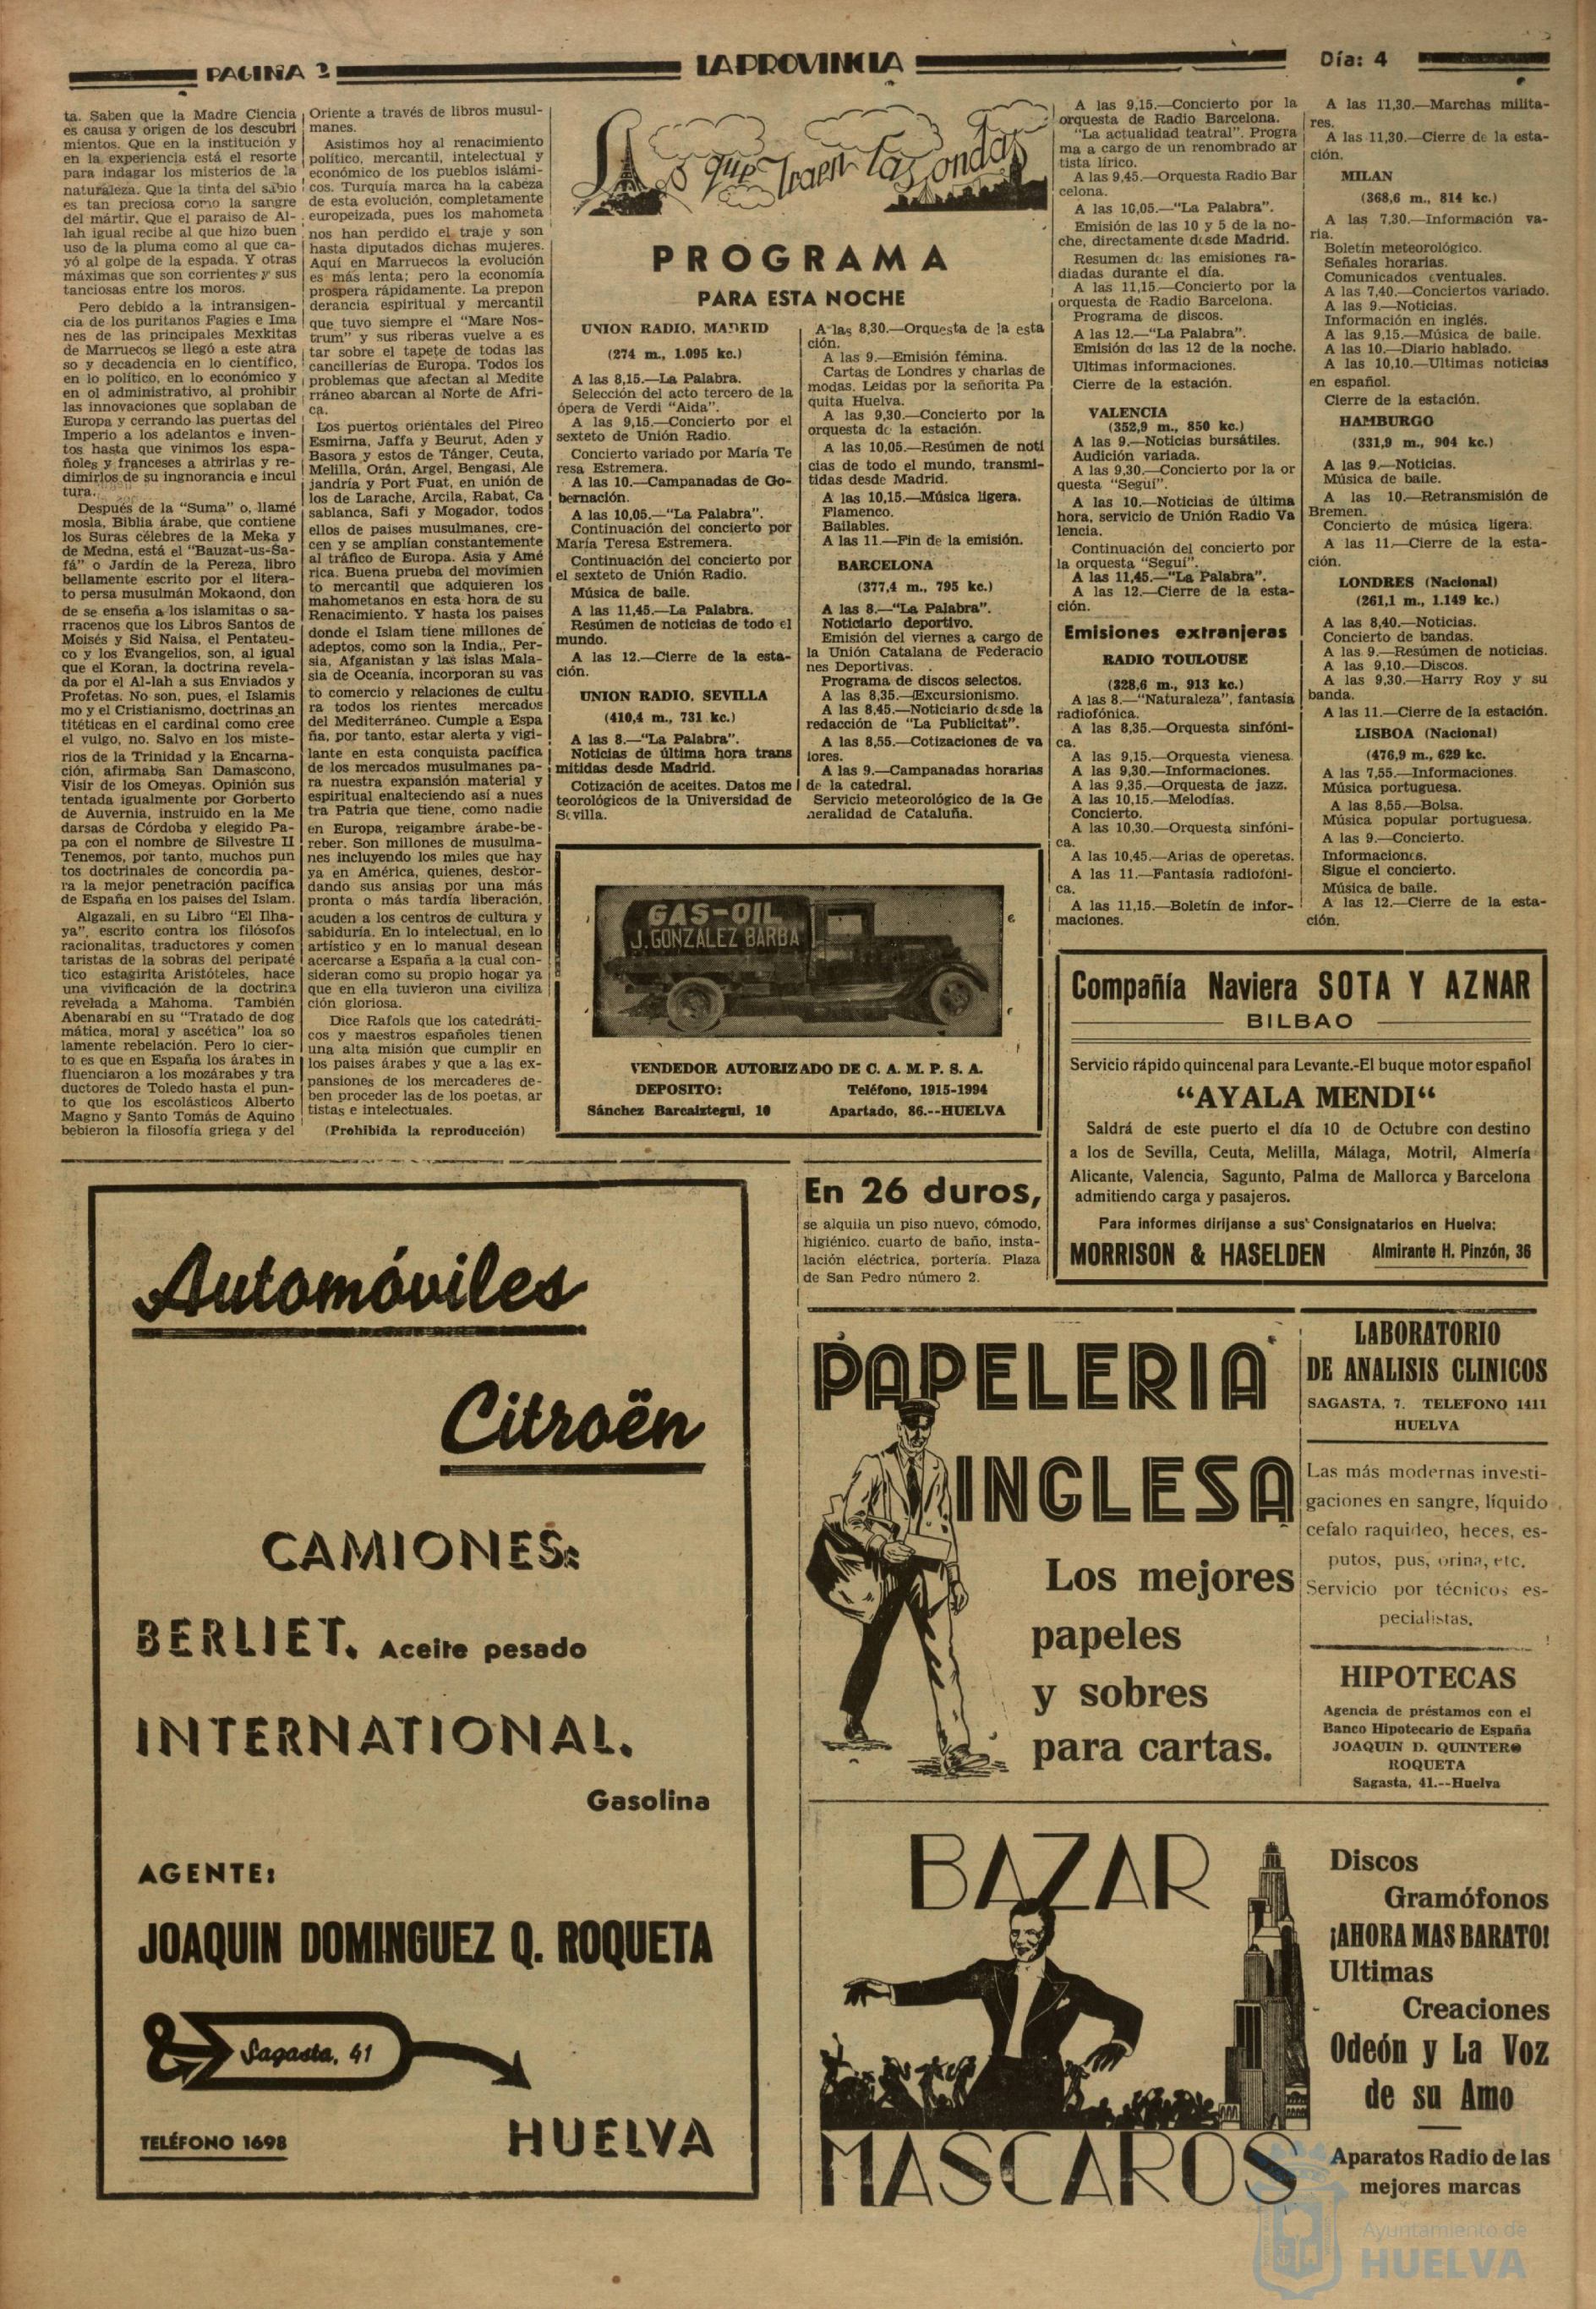 PAGINA 2
LA PROVINCIA
Día: 4
ta. Saben que la Madre Ciencia
es causa y origen de los descubri
mientos. Que en la institución y
en la experiencia está el resorte
para indagar los misterios de la
naturaleza. Que la tinta del sabio
es tan preciosa como la sangre
del mártir. Que el paraiso de Al-
lah igual recibe al que hizo buen
uso de la pluma como al que ca-
yó al golpe de la espada. Y otras
máximas que son corrientes y sus
tanciosas entre los moros.
Pero debido a la intransigen-
cia de los puritanos Fagies e Ima
nes de las principales Mexkitas
de Marruecos se llegó a este atra
so y decadencia en lo científico,
en lo político, en lo económico y
en ol administrativo, al prohibir
las innovaciones que soplaban de
Europa y cerrando las puertas del
Imperio a los adelantos e inven-
tos hasta que vinimos los espa-
ñoles y franceses a abrirlas y re-
dimirlos de su ingnorancia e incul
tura.
Después de la "Suma" o, llamé
mosla, Biblia árabe, que contiene
los Suras célebres de la Meka y
de Medna, está el "Bauzat-us-Sa-
fá" o Jardín de la Pereza, libro
bellamente escrito por el litera-
to persa musulmán Mokaond, don
de se enseña a los islamitas o sa-
rracenos que los Libros Santos de
Moisés y Sid Naisa, el Pentateu-
co y los Evangelios, son, al igual
que el Koran, la doctrina revela-
da por el Al-lah a sus Enviados y
Profetas. No son, pues, el Islamis
mo y el Cristianismo, doctrinas an
titéticas en el cardinal como cree
el vulgo, no. Salvo en los miste-
rios de la Trinidad y la Encarna-
ción, afirmaba San Damascono,
Visir de los Omeyas. Opinión sus
tentada igualmente por Gorberto
de Auvernia, instruido en la Me
darsas de Córdoba y elegido Pa-
pa con el nombre de Silvestre II
Tenemos, por tanto, muchos pun
tos doctrinales de concordia pa-
ra la mejor penetración pacífica
de España en los paises del Islam.
Algazali, en su Libro "El Ilha-
ya", escrito contra los filósofos
racionalitas, traductores y comen
taristas de la sobras del peripaté
tico estagirita Aristóteles, hace
una vivificación de la doctrina
revelada a Mahoma. También
Abenarabi en su "Tratado de dog
mática, moral y ascética" loa so
lamente rebelación. Pero lo cier-
to es que en España los árabes in
fluenciaron a los mozárabes y tra
ductores de Toledo hasta el pun-
to que los escolásticos Alberto
Magno y Santo Tomás de Aquino
bebieron la filosofía griega y del
Oriente a través de libros musul-
manes.
Asistimos hoy al renacimiento
político, mercantil, intelectual y
económico de los pueblos islámi-
cos. Turquía marca ha la cabeza
de esta evolución, completamente
europeizada, pues los mahometa
nos han perdido el traje y son
hasta diputados dichas mujeres.
Aquí en Marruecos la evolución
es más lenta; pero la economía
prospera rápidamente. La prepon
derancia espiritual y mercantil
que tuvo siempre el "Mare Nos-
trum" y sus riberas vuelve a es
tar sobre el tapete de todas las
cancillerias de Europa. Todos los
problemas que afectan al Medite
rráneo abarcan al Norte de Afri-
ca.
Los puertos orientales del Pireo
Esmirna, Jaffa y Beurut, Aden y
Basora y estos de Tánger, Ceuta,
Melilla, Orán, Argel, Bengasi, Ale
jandría y Port Fuat, en unión de
los de Larache, Arcila, Rabat, Ca
sablanca, Safi y Mogador, todos
ellos de paises musulmanes, cre-
cen y se amplían constantemente
al tráfico de Europa. Asia y Amé
rica. Buena prueba del movimien
to mercantil que adquieren los
mahometanos en esta hora de su
Renacimiento. Y hasta los paises
donde el Islam tiene millones de
adeptos, como son la India,, Per-
sia, Afganistan y las islas Mala-
sia de Oceanía, incorporan su vas
to comercio y relaciones de cultu
ra todos los rientes mercados
del Mediterráneo. Cumple a Espa
ña, por tanto, estar alerta y vigi-
lante en esta conquista pacífica
de los mercados musulmanes pa-
ra nuestra expansión material y
espiritual enalteciendo así a nues
tra Patria que tiene, como nadie
en Europa, reigambre árabe-be-
reber. Son millones de musulma-
nes incluyendo los miles que hay
ya en América, quienes, desbor-
dando sus ansias por una más
pronta o más tardía liberación,
acuden a los centros de cultura y
sabiduría. En lo intelectual, en lo
artístico y en lo manual desean
acercarse a España a la cual con-
sideran como su propio hogar ya
que en ella tuvieron una civiliza
ción gloriosa.
Dice Rafols que los catedráti-
cos y maestros españoles tienen
una alta misión que cumplir en
los paises árabes y que a las ex-
pansiones de los mercaderes de-
ben proceder las de los poetas, ar
tistas e intelectuales.
(Prohibida la reproducción)
Los que traen las ondas
PROGRAMA
PARA ESTA NOCHE
UNION RADIO, MADRID
(274 m., 1.095 kc.)
A las 8,15.—La Palabra.
Selección del acto tercero de la
ópera de Verdi "Aida".
A las 9,15.—Concierto por el
sexteto de Unión Radio.
Concierto variado por María Te
resa Estremera.
A las 10.—Campanadas de Go-
bernación.
A las 10,05.—"La Palabra".
Continuación del concierto por
María Teresa Estremera.
Continuación del concierto por
el sexteto de Unión Radio.
Música de baile.
A las 11,45.—La Palabra.
Resúmen de noticias de todo el
mundo.
A las 12.—Cierre de la esta-
ción.
UNION RADIO, SEVILLA
(410,4 m., 731 kc.)
A las 8.—"La Palabra".
Noticias de última hora trans
mitidas desde Madrid.
Cotización de aceites. Datos me
teorológicos de la Universidad de
Sevilla.
A las 8,30.—Orquesta de la esta
ción.
A las 9.—Emisión fémina.
Cartas de Londres y charlas de
modas. Leidas por la señorita Pa
quita Huelva.
A las 9,30.—Concierto por la
orquesta de la estación.
A las 10,05.—Resúmen de noti
cias de todo el mundo, transmi-
tidas desde Madrid.
A las 10,15.—Música ligera.
Flamenco.
Bailables.
A las 11.—Fin de la emisión.
BARCELONA
(377,4 m., 795 kc.)
A las 8.—"La Palabra".
Noticiario deportivo.
Emisión del viernes a cargo de
la Unión Catalana de Federacio
nes Deportivas.
Programa de discos selectos.
A las 8,35.—Excursionismo.
A las 8,45.—Noticiario desde la
redacción de "La Publicitat".
A las 8,55.—Cotizaciones de va
lores.
A las 9.—Campanadas horarias
de la catedral.
Servicio meteorológico de la Ge
neralidad de Cataluña.
A las 9,15.—Concierto por la
orquesta de Radio Barcelona.
"La actualidad teatral". Progra
ma a cargo de un renombrado ar
tista lírico.
A las 9,45.—Orquesta Radio Bar
celona.
A las 10,05.—"La Palabra".
Emisión de las 10 y 5 de la no-
che, directamente desde Madrid.
Resumen de las emisiones ra-
diadas durante el día.
A las 11,15.—Concierto por la
orquesta de Radio Barcelona.
Programa de discos.
A las 12.—"La Palabra".
Emisión de las 12 de la noche.
Ultimas informaciones.
Cierre de la estación.
VALENCIA
(352,9 m., 850 kc.)
A las 9.—Noticias bursátiles.
Audición variada.
A las 9,30.—Concierto por la or
questa "Seguí".
A las 10.—Noticias de última
hora, servicio de Unión Radio Va
lencia.
Continuación del concierto por
la orquesta "Seguí".
A las 11,45.—"La Palabra".
A las 12.—Cierre de la esta-
ción.
Emisiones extranjeras
RADIO TOULOUSE
(328,6 m., 913 kc.)
A las 8.—"Naturaleza", fantasía
radiofónica.
A las 8,35.—Orquesta sinfóni-
ca.
A las 9,15.—Orquesta vienesa
A las 9,30.—Informaciones.
A las 9,35.—Orquesta de jazz.
A las 10,15.—Melodías.
Concierto.
A las 10,30.—Orquesta sinfóni-
ca.
A las 10,45.—Arias de operetas.
A las 11.—Fantasía radiofóni-
ca.
A las 11,15.—Boletín de infor-
maciones.
A las 11,30.—Marchas milita-
res.
A las 11,30.—Cierre de la esta-
ción.
MILAN
(368,6 m., 814 kc.)
A las 7,30.—Información va-
ria.
Boletín meteorológico.
Señales horarias.
Comunicados eventuales.
A las 7,40.—Conciertos variado.
A las 9.—Noticias.
Información en inglés.
A las 9,15.—Música de baile.
A las 10.—Diario hablado.
A las 10,10.—Ultimas noticias
en español.
Cierre de la estación.
HAMBURGO
(331,9 m., 904 kc.)
A las 9.—Noticias.
Música de baile.
A las 10.—Retransmisión de
Bremen.
Concierto de música ligera.
A las 11.—Cierre de la esta-
ción.
LONDRES (Nacional)
(261,1 m., 1.149 kc.)
A las 8,40.—Noticias.
Concierto de bandas.
A las 9.—Resúmen de noticias.
A las 9,10.—Discos.
A las 9,30.—Harry Roy y su
banda.
A las 11.—Cierre de la estación.
LISBOA (Nacional)
(476,9 m., 629 kc.
A las 7,55.—Informaciones.
Música portuguesa.
A las 8,55.—Bolsa.
Música popular portuguesa.
A las 9.—Concierto.
Informaciones.
Sigue el concierto.
Música de baile.
A las 12.—Cierre de la esta-
ción.
GAS-OIL
J. GONZALEZ BARBA
VENDEDOR AUTORIZADO DE C. A. M. P. S. A.
DEPOSITO: Teléfono, 1915-1994
Sánchez Barcaiztegui, 10 Apartado, 86.--HUELVA
Compañía Naviera SOTA Y AZNAR
BILBAO
Servicio rápido quincenal para Levante.-El buque motor español
“AYALA MENDI“
Saldrá de este puerto el día 10 de Octubre con destino
a los de Sevilla, Ceuta, Melilla, Málaga, Motril, Almería
Alicante, Valencia, Sagunto, Palma de Mallorca y Barcelona
admitiendo carga y pasajeros.
Para informes diríjanse a sus Consignatarios en Huelva:
MORRISON & HASELDEN Almirante H. Pinzón, 36
En 26 duros,
se alquila un piso nuevo, cómodo,
higiénico. cuarto de baño, insta-
lación eléctrica, portería. Plaza
de San Pedro número 2.
Automóviles
Citroën
CAMIONES:
BERLIET. Aceite pesado
INTERNATIONAL.
Gasolina
AGENTE:
JOAQUIN DOMINGUEZ Q. ROQUETA
Sagasta, 41
TELÉFONO 1698
HUELVA
PAPELERIA
INGLESA
Los mejores
papeles
y sobres
para cartas.
LABORATORIO
DE ANALISIS CLINICOS
SAGASTA, 7. TELEFONO 1411
HUELVA
Las más modernas investi-
gaciones en sangre, líquido
cefalo raquideo, heces, es-
putos, pus, orina, etc.
Servicio por técnicos es-
pecialistas.
HIPOTECAS
Agencia de préstamos con el
Banco Hipotecario de España
JOAQUIN D. QUINTERO
ROQUETA
Sagasta, 41.--Huelva
BAZAR
MASCAROS
Discos
Gramófonos
¡AHORA MAS BARATO!
Ultimas
Creaciones
Odeón y La Voz
de su Amo
Aparatos Radio de las
mejores marcas
Ayuntamiento de
HUELVA